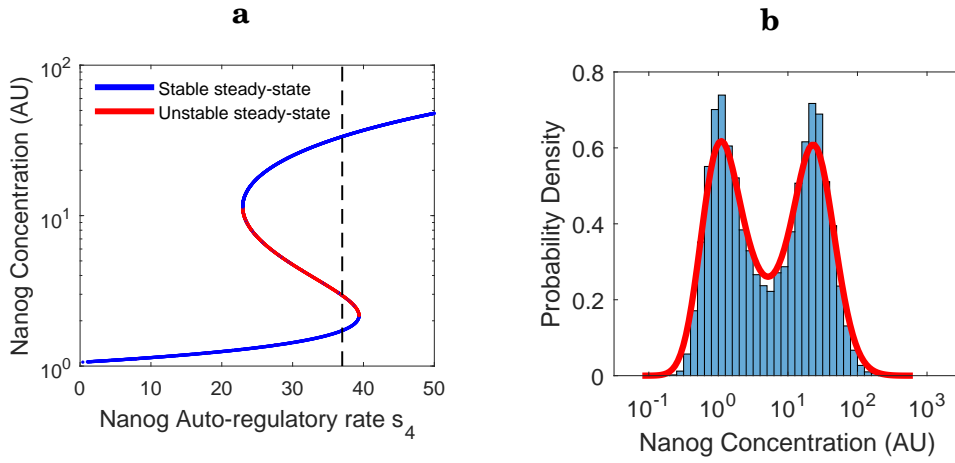 a
b
10^2
10^1
10^0
Nanog Concentration (AU)
Stable steady-state
Unstable steady-state
0 10 20 30 40 50
Nanog Auto-regulatory rate s_4
0.8
0.6
0.4
0.2
0
Probability Density
10^-1 10^0 10^1 10^2 10^3
Nanog Concentration (AU)